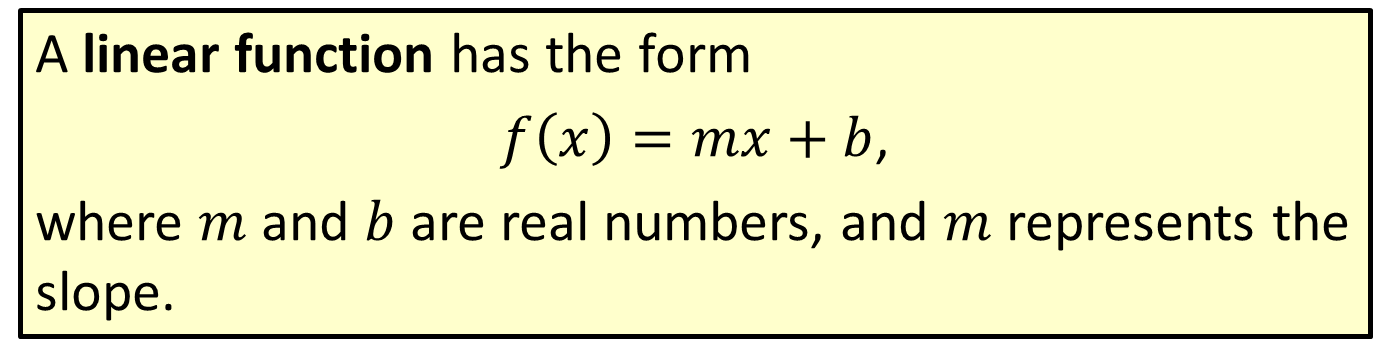 A linear function has the form
f(x) = mx + b,
where m and b are real numbers, and m represents the
slope.